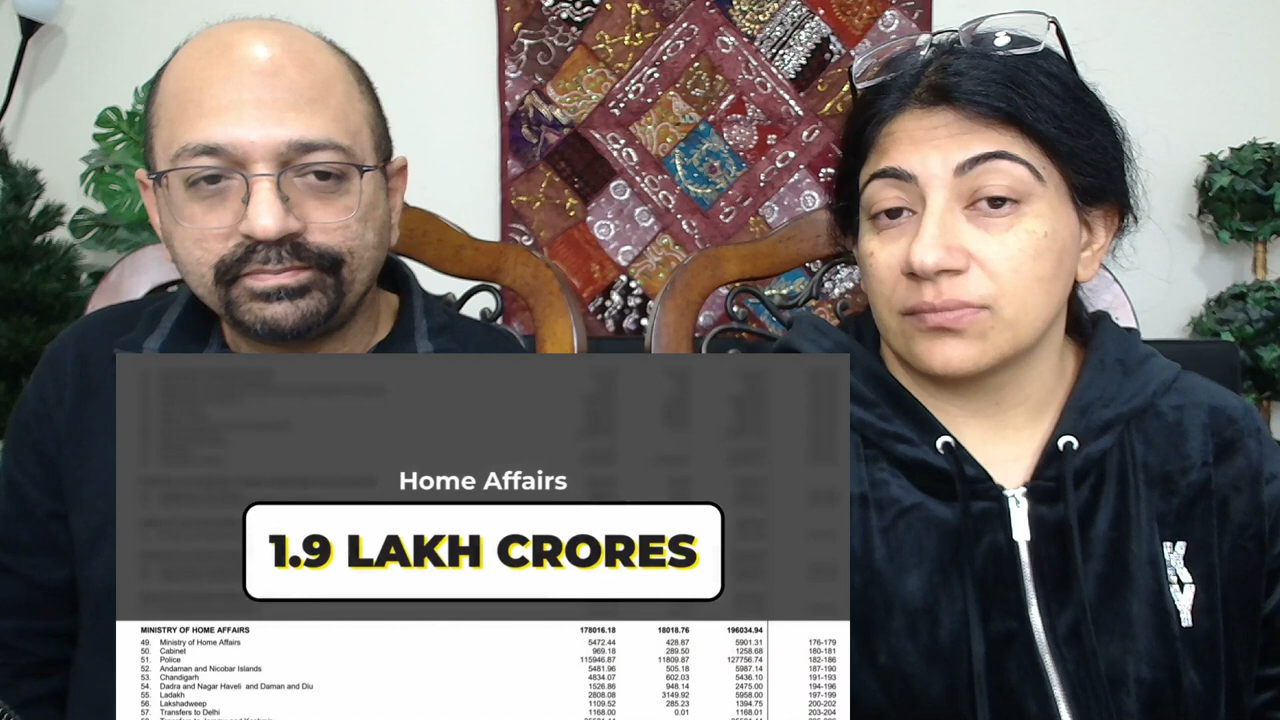 Home Affairs
1.9 LAKH CRORES
MINISTRY OF HOME AFFAIRS 178016.18 18018.76 196034.94
49. Ministry of Home Affairs 5472.44 428.87 5901.31 176-179
50. Cabinet 969.18 289.50 1258.68 180-181
51. Police 115946.87 11809.87 127756.74 182-186
52. Andaman and Nicobar Islands 5481.96 505.18 5987.14 187-190
53. Chandigarh 4834.07 602.03 5436.10 191-193
54. Dadra and Nagar Haveli and Daman and Diu 1526.86 948.14 2475.00 194-196
55. Ladakh 2808.08 3149.92 5958.00 197-199
56. Lakshadweep 1109.52 285.23 1394.75 200-202
57. Transfers to Delhi 1168.00 0.01 1168.01 203-204